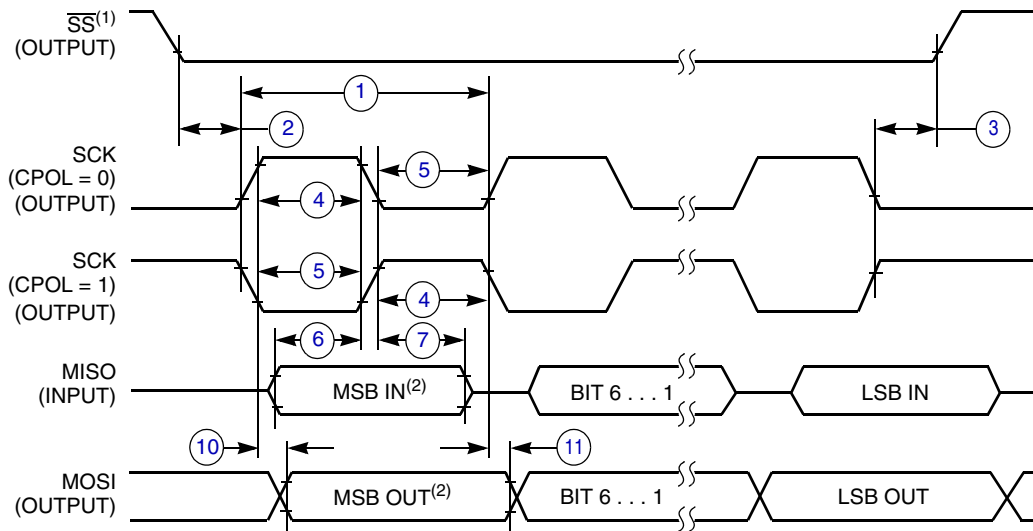 SS(1)
(OUTPUT)
1
2
3
SCK
(CPOL = 0)
(OUTPUT)
5
4
SCK
(CPOL = 1)
(OUTPUT)
5
4
6
7
MISO
(INPUT)
MSB IN(2)
BIT 6 . . . 1
LSB IN
10
11
MOSI
(OUTPUT)
MSB OUT(2)
BIT 6 . . . 1
LSB OUT